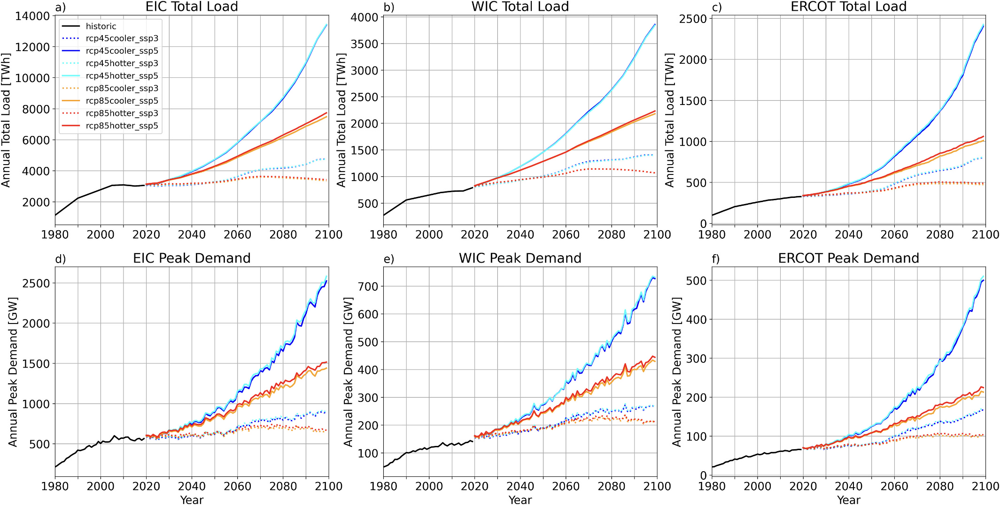 a) EIC Total Load
Annual Total Load [TWh]
14000
12000
10000
8000
6000
4000
2000
historic
rcp45cooler_ssp3
rcp45cooler_ssp5
rcp45hotter_ssp3
rcp45hotter_ssp5
rcp85cooler_ssp3
rcp85cooler_ssp5
rcp85hotter_ssp3
rcp85hotter_ssp5
1980 2000 2020 2040 2060 2080 2100
b) WIC Total Load
Annual Total Load [TWh]
4000
3500
3000
2500
2000
1500
1000
500
1980 2000 2020 2040 2060 2080 2100
c) ERCOT Total Load
Annual Total Load [TWh]
2500
2000
1500
1000
500
0
1980 2000 2020 2040 2060 2080 2100
d) EIC Peak Demand
Annual Peak Demand [GW]
2500
2000
1500
1000
500
1980 2000 2020 2040 2060 2080 2100
Year
e) WIC Peak Demand
Annual Peak Demand [GW]
700
600
500
400
300
200
100
1980 2000 2020 2040 2060 2080 2100
Year
f) ERCOT Peak Demand
Annual Peak Demand [GW]
500
400
300
200
100
0
1980 2000 2020 2040 2060 2080 2100
Year